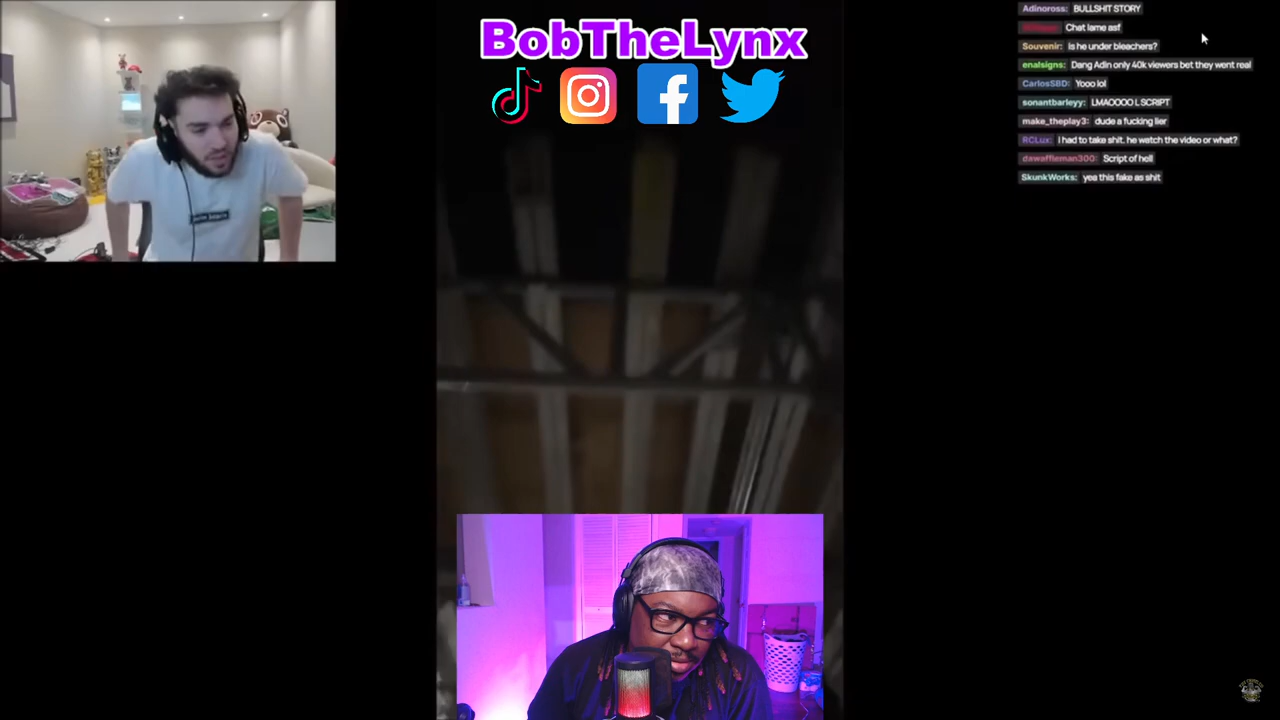 BobTheLynx
Adinoross: BULLSHIT STORY
Chat lame asf
Souvenir: is he under bleachers?
enalsigns: Dang Adin only 40k viewers bet they went real
CarlosSBD: Yooo lol
sonantbarleyy: LMAOOOO L SCRIPT
make_theplay3: dude a fucking lier
RCLux: i had to take shit. he watch the video or what?
dawaffleman300: Script of hell
SkunkWorks: yea this fake as shit